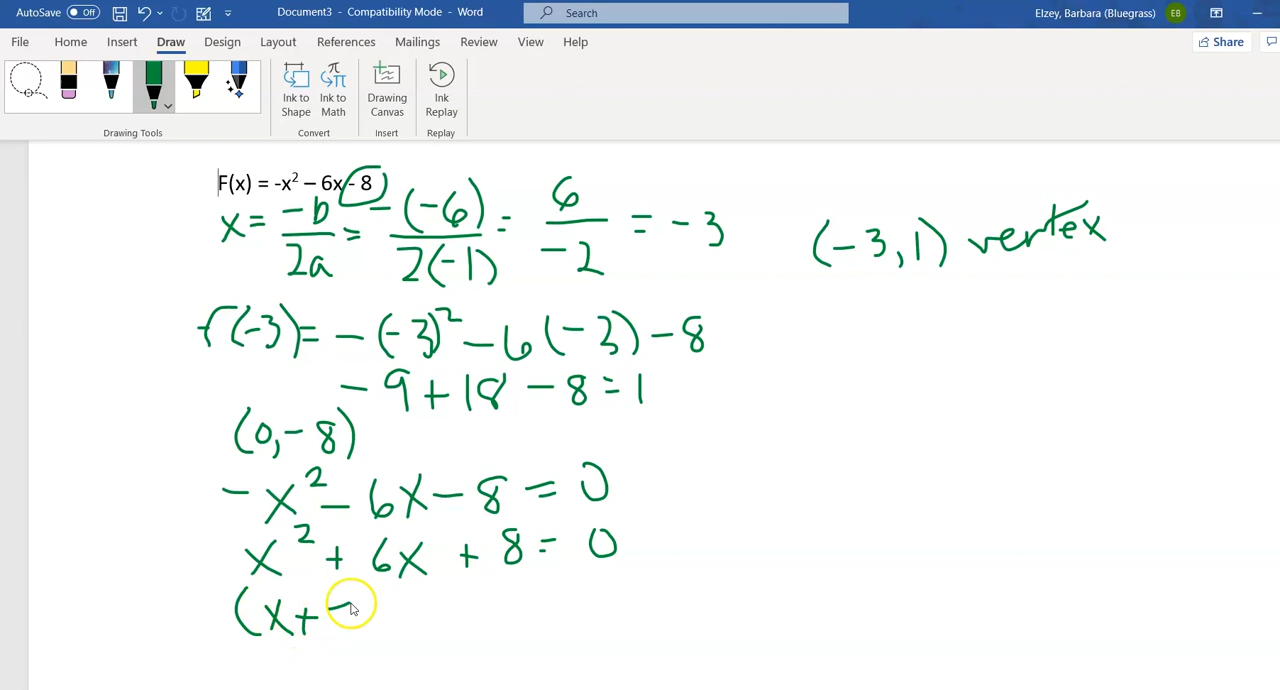 AutoSave Off Document3 - Compatibility Mode - Word Search Elzey, Barbara (Bluegrass) EB
File Home Insert Draw Design Layout References Mailings Review View Help Share
Ink to Shape Ink to Math Drawing Canvas Ink Replay
Drawing Tools Convert Insert Replay
F(x) = -x² – 6x - 8
x = -b/2a = -(-6)/2(-1) = 6/-2 = -3 (-3,1) vertex
f(-3) = -(-3)² - 6(-3) - 8
-9 + 18 - 8 = 1
(0,-8)
-x² - 6x - 8 = 0
x² + 6x + 8 = 0
(x+